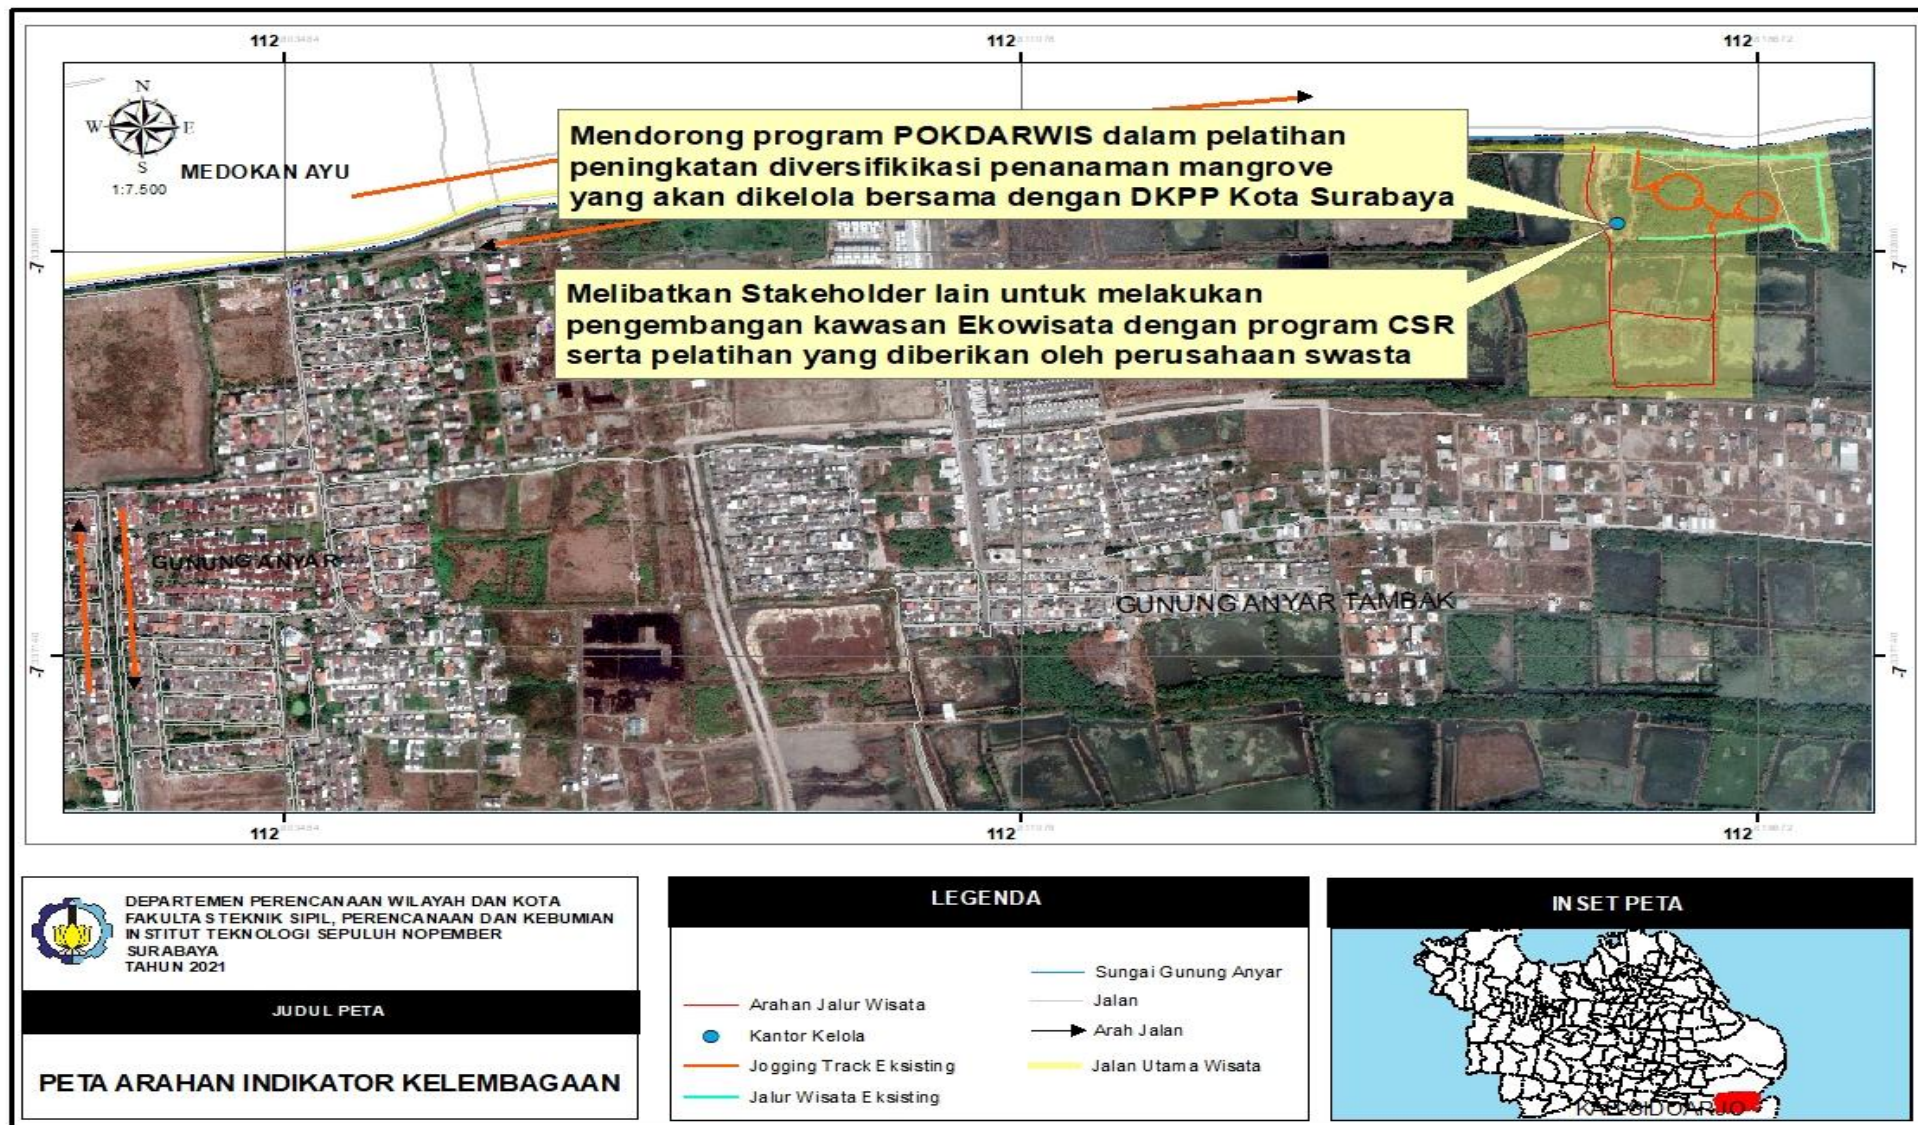 112
112
112
N
W
E
S
1:7.500
MEDOKAN AYU
Mendorong program POKDARWIS dalam pelatihan
peningkatan diversifikikasi penanaman mangrove
yang akan dikelola bersama dengan DKPP Kota Surabaya
-7
-7
Melibatkan Stakeholder lain untuk melakukan
pengembangan kawasan Ekowisata dengan program CSR
serta pelatihan yang diberikan oleh perusahaan swasta
GUNUNG ANYAR
GUNUNG ANYAR TAMBAK
-7
-7
112
112
112
DEPARTEMEN PERENCANAAN WILAYAH DAN KOTA
FAKULTAS TEKNIK SIPIL, PERENCANAAN DAN KEBUMIAN
INSTITUT TEKNOLOGI SEPULUH NOPEMBER
SURABAYA
TAHUN 2021
JUDUL PETA
PETA ARAHAN INDIKATOR KELEMBAGAAN
LEGENDA
Arahan Jalur Wisata
Kantor Kelola
Jogging Track Eksisting
Jalur Wisata Eksisting
Sungai Gunung Anyar
Jalan
Arah Jalan
Jalan Utama Wisata
INSET PETA
KAB SIDOARJO